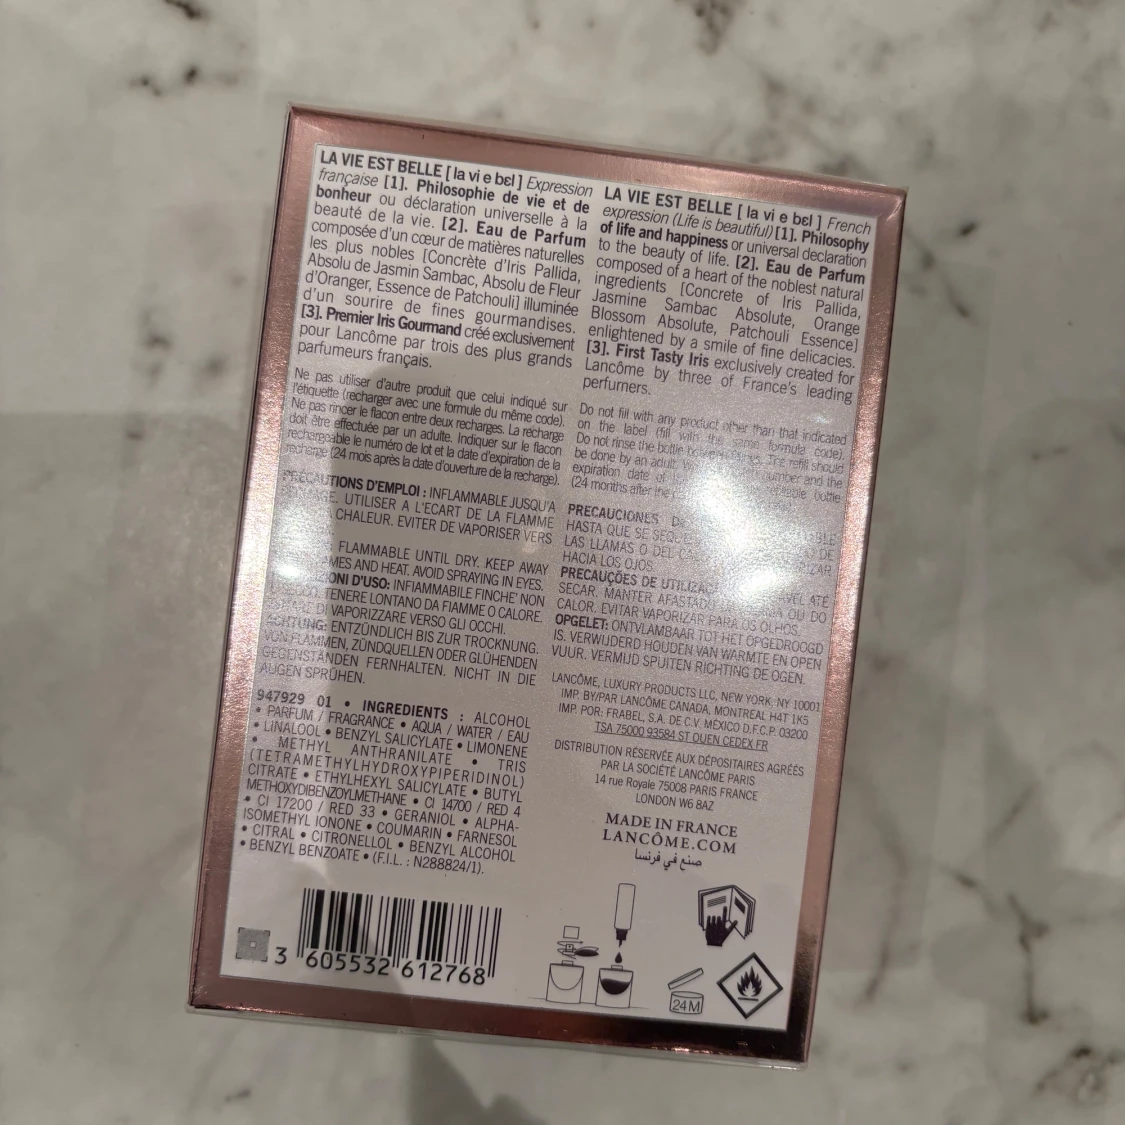 LA VIE EST BELLE [ la vi e bɛl ] Expression
française [1]. Philosophie de vie et de
bonheur ou déclaration universelle à la
beauté de la vie. [2]. Eau de Parfum
composée d'un cœur de matières naturelles
les plus nobles [Concrète d'Iris Pallida,
Absolu de Jasmin Sambac, Absolu de Fleur
d'Oranger, Essence de Patchouli] illuminée
d'un sourire de fines gourmandises.
[3]. Premier Iris Gourmand créé exclusivement
pour Lancôme par trois des plus grands
parfumeurs français.
Ne pas utiliser d'autre produit que celui indiqué sur
l'étiquette (recharger avec une formule du même code).
Ne pas rincer le flacon entre deux recharges. La recharge
doit être effectuée par un adulte. Indiquer sur le flacon
rechargeable le numéro de lot et la date d'expiration de la
recharge (24 mois après la date d'ouverture de la recharge).
PRÉCAUTIONS D'EMPLOI : INFLAMMABLE JUSQU'A
UTILISER A L'ECART DE LA FLAMME
CHALEUR. EVITER DE VAPORISER VERS
FLAMMABLE UNTIL DRY. KEEP AWAY
AND HEAT. AVOID SPRAYING IN EYES.
D'USO: INFIAMMABILE FINCHE' NON
TENERE LONTANO DA FIAMME O CALORE.
DI VAPORIZZARE VERSO GLI OCCHI.
ACHTUNG: ENTZÜNDLICH BIS ZUR TROCKNUNG.
VON FLAMMEN, ZÜNDQUELLEN ODER GLÜHENDEN
GEGENSTÄNDEN FERNHALTEN. NICHT IN DIE
AUGEN SPRÜHEN.
947929 01 • INGREDIENTS : ALCOHOL
• PARFUM / FRAGRANCE • AQUA / WATER / EAU
• LINALOOL • BENZYL SALICYLATE • LIMONENE
• METHYL ANTHRANILATE • TRIS
(TETRAMETHYLHYDROXYPIPERIDINOL)
CITRATE • ETHYLHEXYL SALICYLATE • BUTYL
METHOXYDIBENZOYLMETHANE • CI 14700 / RED 4
• CI 17200 / RED 33 • GERANIOL • ALPHA-
ISOMETHYL IONONE • COUMARIN • FARNESOL
• CITRAL • CITRONELLOL • BENZYL ALCOHOL
• BENZYL BENZOATE • (F.I.L. : N288824/1).
3 605532 612768
LA VIE EST BELLE [ la vi e bɛl ] French
expression (Life is beautiful) [1]. Philosophy
of life and happiness or universal declaration
to the beauty of life. [2]. Eau de Parfum
composed of a heart of the noblest natural
ingredients [Concrete of Iris Pallida,
Jasmine Sambac Absolute, Orange
Blossom Absolute, Patchouli Essence]
enlightened by a smile of fine delicacies.
[3]. First Tasty Iris exclusively created for
Lancôme by three of France's leading
perfumers.
Do not fill with any product other than that indicated
on the label (fill with the same formula code).
Do not rinse the bottle The refill should
be done by an adult. number and the
expiration date of
(24 months after the bottle
PRECAUCIONES
HASTA QUE SE DE
LAS LLAMAS O DEL
HACIA LOS OJOS.
PRECAUÇÕES DE ATÉ
SECAR. MANTER AFASTADO OU DO
CALOR. EVITAR VAPORIZAR PARA OS OLHOS.
OPGELET: ONTVLAMBAAR TOT HET OPGEDROOGD
IS. VERWIJDERD HOUDEN VAN WARMTE EN OPEN
VUUR. VERMIJD SPUITEN RICHTING DE OGEN.
LANCÔME, LUXURY PRODUCTS LLC, NEW YORK, NY 10001
IMP. BY/PAR LANCÔME CANADA, MONTREAL H4T 1K5
IMP. POR: FRABEL, S.A. DE C.V. MÉXICO D.F.C.P. 03200
TSA 75000 93584 ST OUEN CEDEX FR
DISTRIBUTION RÉSERVÉE AUX DÉPOSITAIRES AGRÉÉS
PAR LA SOCIÉTÉ LANCÔME PARIS
14 rue Royale 75008 PARIS FRANCE
LONDON W6 8AZ
MADE IN FRANCE
LANCÔME.COM
صنع في فرنسا
24M